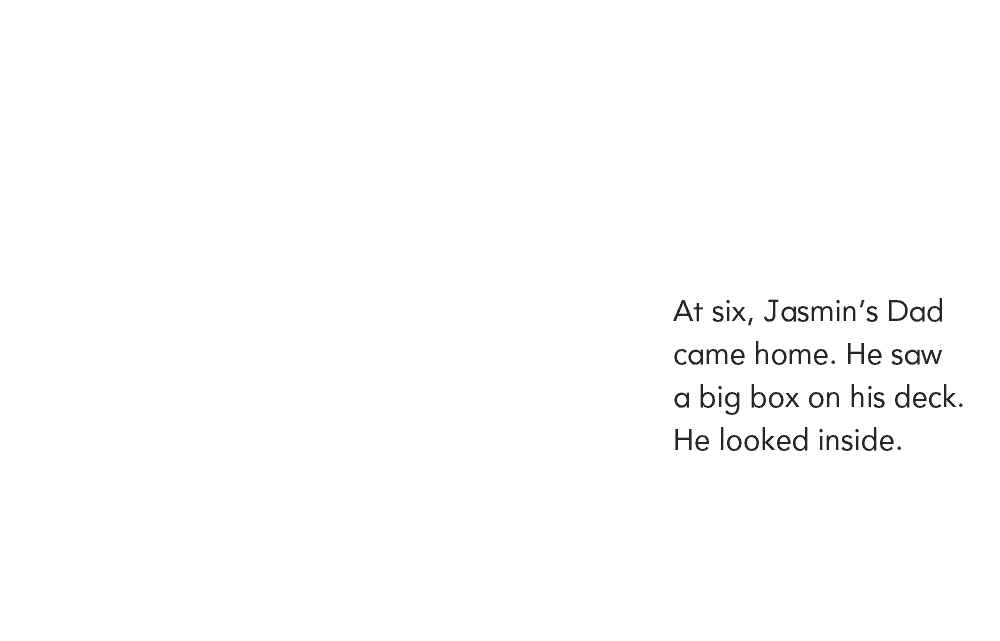 At six, Jasmin’s Dad
came home. He saw
a big box on his deck.
He looked inside.